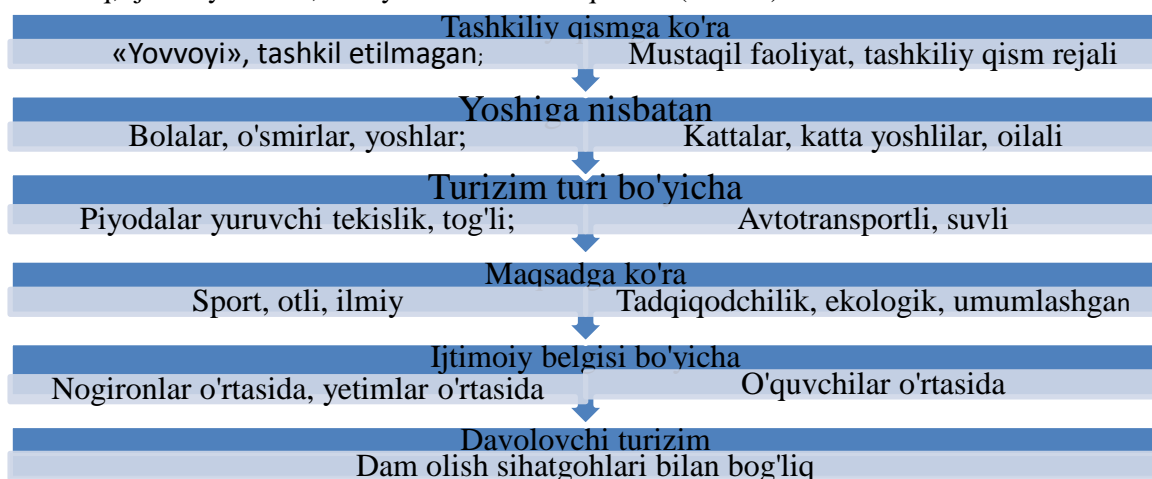 Tashkiliy qismga ko'ra
«Yovvoyi», tashkil etilmagan;
Mustaqil faoliyat, tashkiliy qism rejali
Yoshiga nisbatan
Bolalar, o'smirlar, yoshlar;
Kattalar, katta yoshlilar, oilali
Turizim turi bo'yicha
Piyodalar yuruvchi tekislik, tog'li;
Avtotransportli, suvli
Maqsadga ko'ra
Sport, otli, ilmiy
Tadqiqodchilik, ekologik, umumlashgan
Ijtimoiy belgisi bo'yicha
Nogironlar o'rtasida, yetimlar o'rtasida
O'quvchilar o'rtasida
Davolovchi turizim
Dam olish sihatgohlari bilan bog'liq